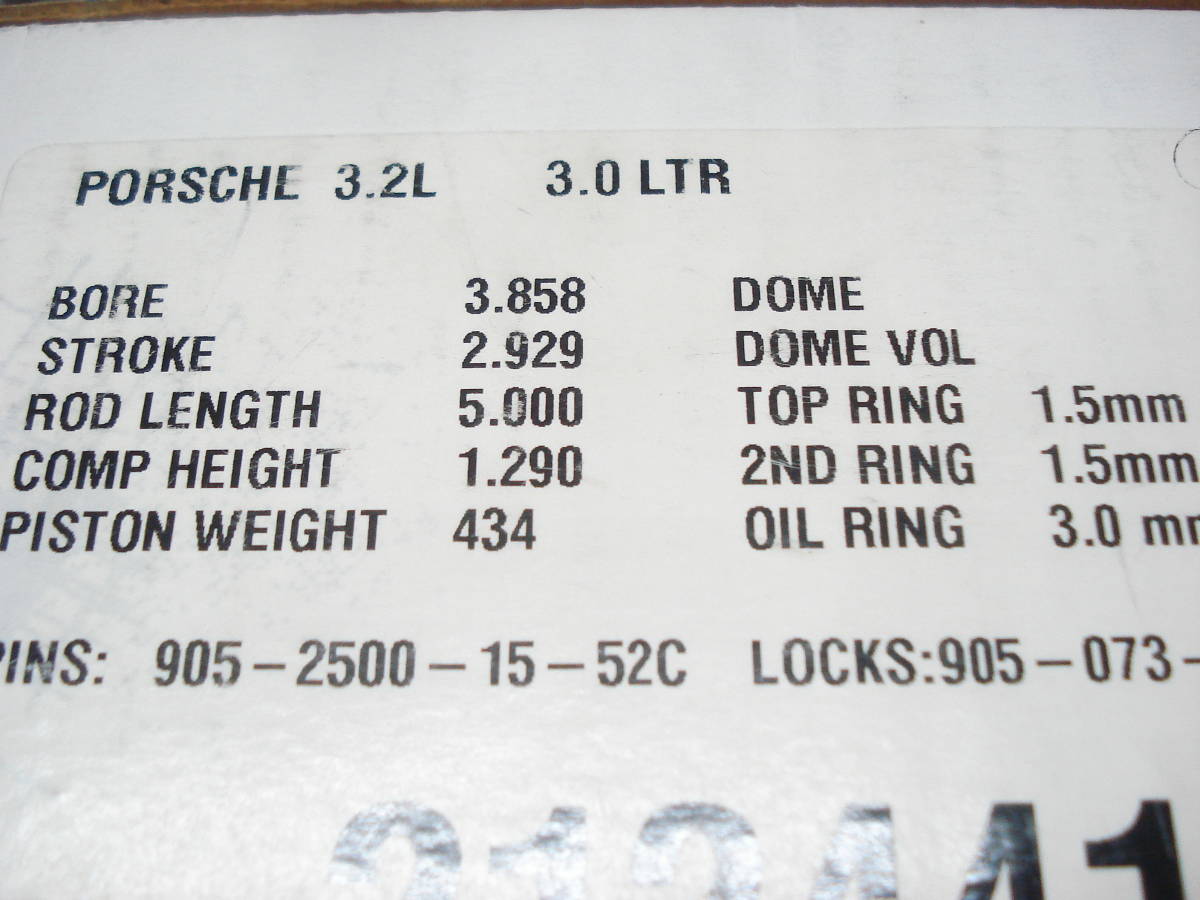 PORSCHE 3.2L 3.0 LTR
BORE 3.858 DOME
STROKE 2.929 DOME VOL
ROD LENGTH 5.000 TOP RING 1.5mm
COMP HEIGHT 1.290 2ND RING 1.5mm
PISTON WEIGHT 434 OIL RING 3.0 mm
PINS: 905-2500-15-52C LOCKS:905-073-